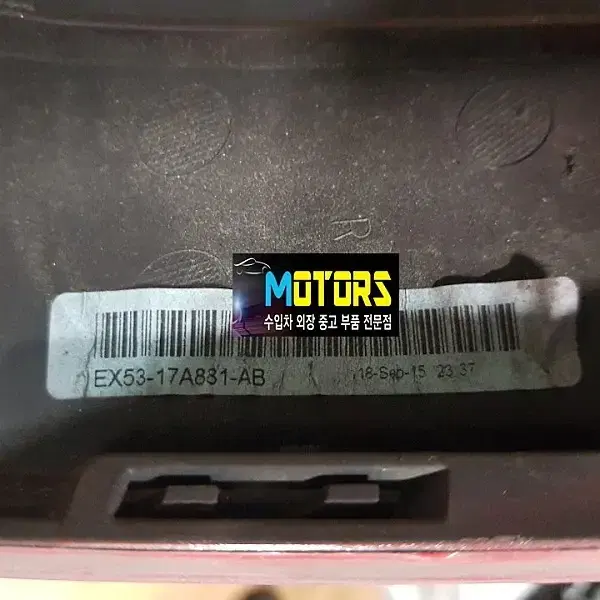 R
MOTORS
수입차 외장 중고 부품 전문점
EX53-17A881-AB
18-Sep-15 23:37